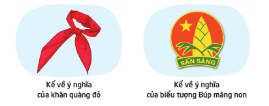 SẴN SÀNG
Kể về ý nghĩa
của khăn quàng đỏ
Kể về ý nghĩa
của biểu tượng Búp măng non